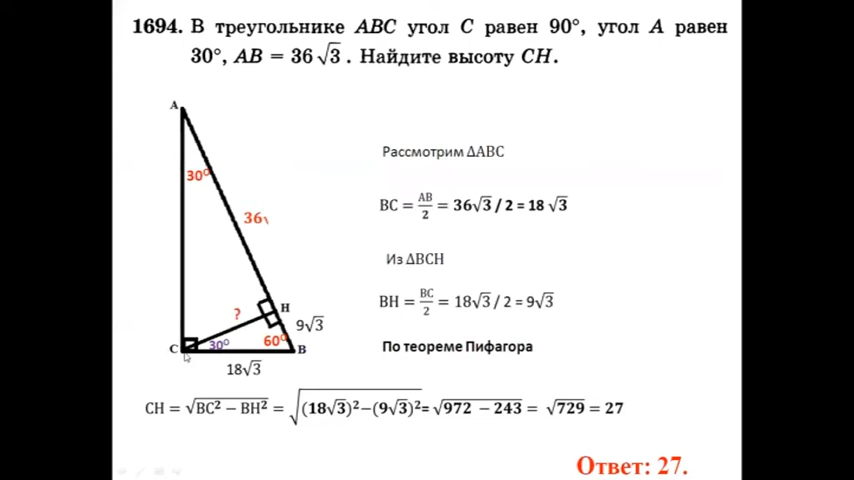 1694. В треугольнике ABC угол C равен 90°, угол A равен
30°, AB = 36√3. Найдите высоту CH.
A
Рассмотрим ΔABC
30⁰
BC = AB/2 = 36√3 / 2 = 18 √3
36√
Из ΔBCH
BH = BC/2 = 18√3 / 2 = 9√3
H
?
9√3
60⁰
30⁰
C
B
По теореме Пифагора
18√3
CH = √BC² − BH² = √(18√3)²−(9√3)² = √972 − 243 = √729 = 27
Ответ: 27.